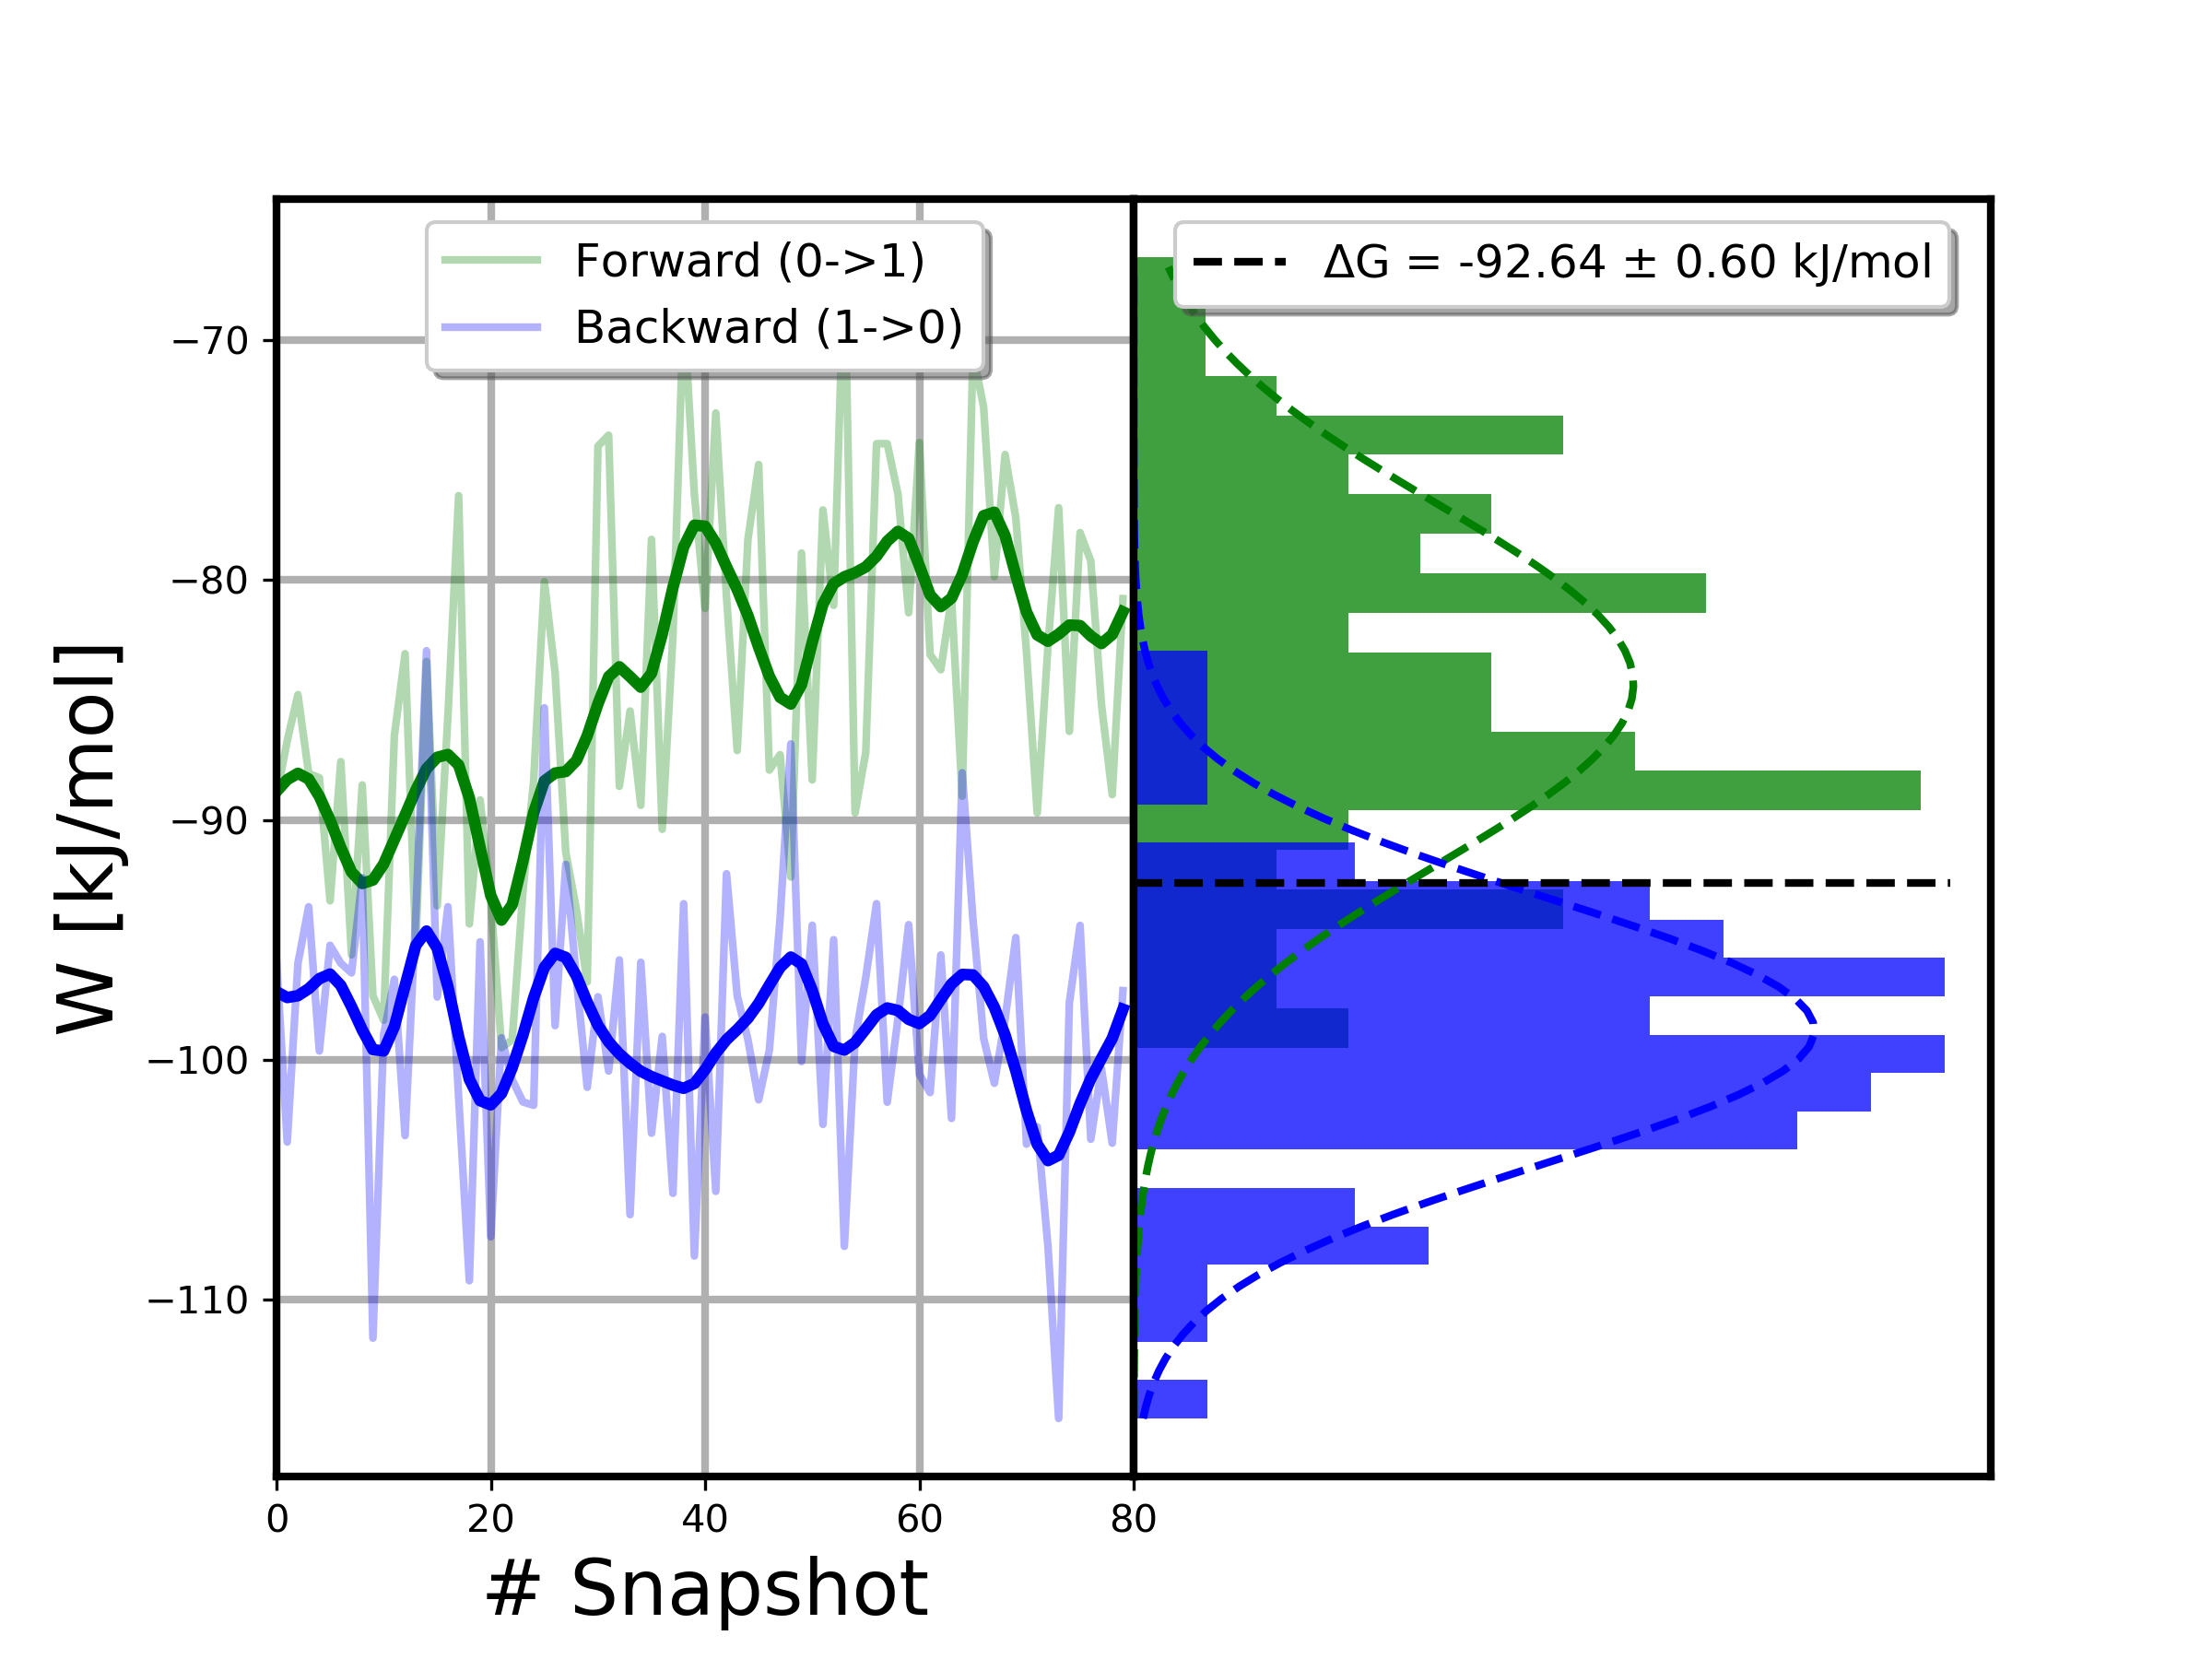 Forward (0->1)
Backward (1->0)
ΔG = -92.64 ± 0.60 kJ/mol
W [kJ/mol]
−70
−80
−90
−100
−110
0 20 40 60 80
# Snapshot